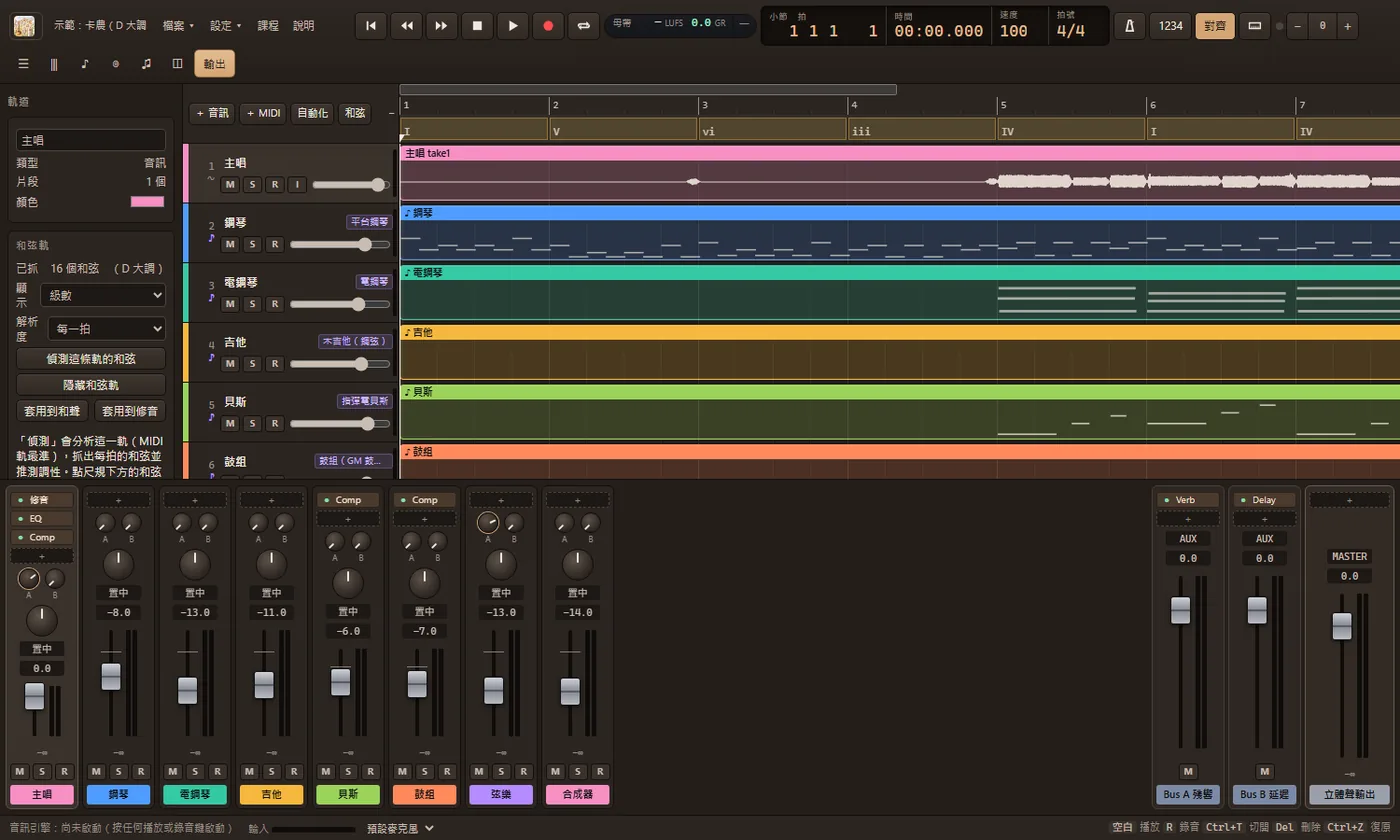 示範：卡農（D 大調 檔案 ▾ 設定 ▾ 課程 說明
母帶 − LUFS 0.0 GR —
小節 拍 時間 速度 拍號
1 1 1 1 00:00.000 100 4/4
1234 對齊 − 0 +
輸出
軌道
主唱
類型 音訊
片段 1 個
顏色
和弦軌
已抓 16 個和弦 （D 大調）
顯示 級數
解析度 每一拍
偵測這條軌的和弦
隱藏和弦軌
套用到和聲 套用到修音
「偵測」會分析這一軌（MIDI
軌最準），抓出每拍的和弦並
推測調性。點尺規下方的和弦
+ 音訊 + MIDI 自動化 和弦 −
1 2 3 4 5 6 7
I V vi iii IV I IV
1 主唱
M S R I
主唱 take1
2 鋼琴 平台鋼琴
M S R
♪ 鋼琴
3 電鋼琴 電鋼琴
M S R
♪ 電鋼琴
4 吉他 木吉他（鋼弦）
M S R
♪ 吉他
5 貝斯 指彈電貝斯
M S R
♪ 貝斯
6 鼓組 鼓組（GM 鼓…
♪ 鼓組
修音 + + + Comp Comp + + Verb Delay +
EQ + + + +
Comp
+
A B A B A B A B A B A B A B A B
AUX AUX MASTER
0.0 0.0 0.0
置中 置中 置中 置中 置中 置中 置中 置中
0.0 −8.0 −13.0 −11.0 −6.0 −7.0 −13.0 −14.0
−∞ −∞ −∞ −∞ −∞ −∞ −∞ −∞ −∞
M S R M S R M S R M S R M S R M S R M S R M S R M M
主唱 鋼琴 電鋼琴 吉他 貝斯 鼓組 弦樂 合成器 Bus A 殘響 Bus B 延遲 立體聲輸出
音訊引擎：尚未啟動（按任何播放或錄音鍵啟動） 輸入 預設麥克風 空白 播放 R 錄音 Ctrl+T 切開 Del 刪除 Ctrl+Z 復原